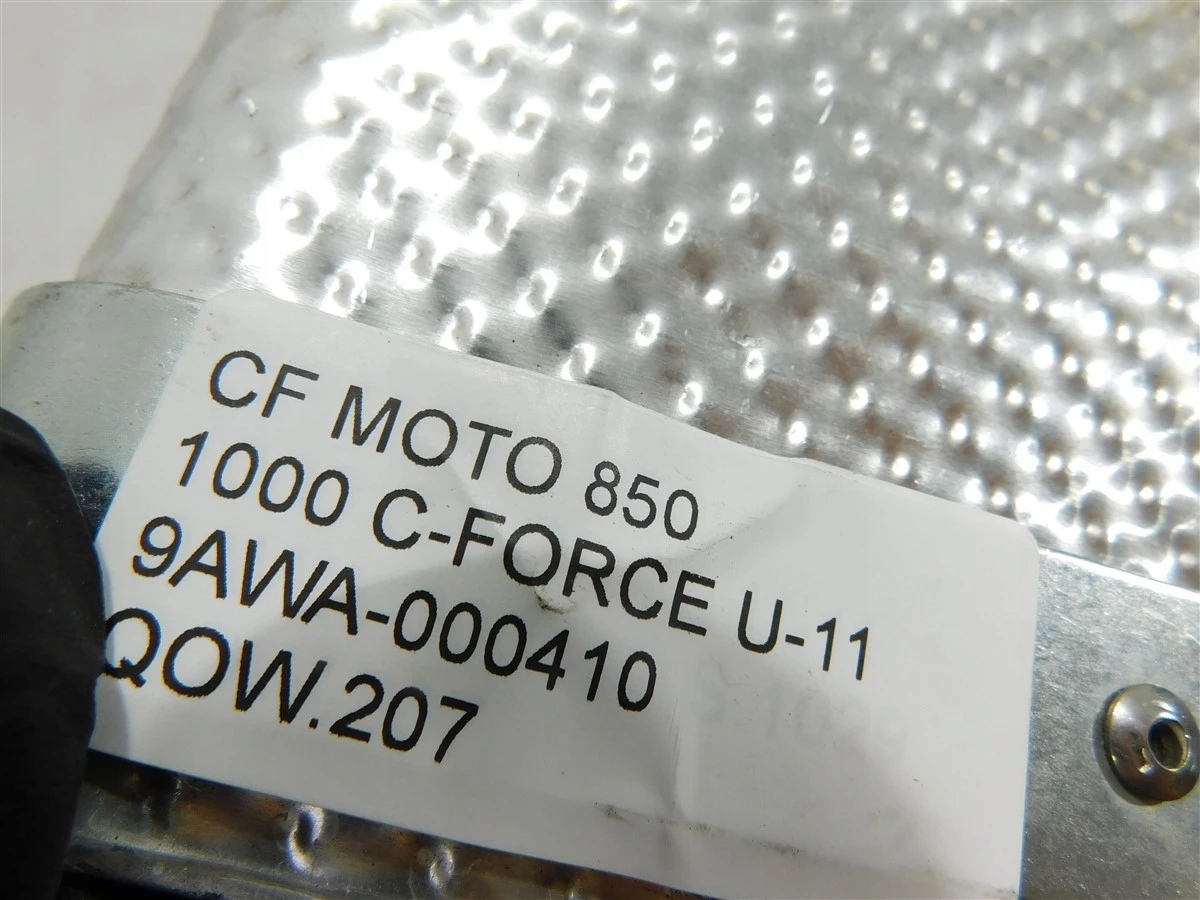 CF MOTO 850
1000 C-FORCE U-11
9AWA-000410
QOW.207